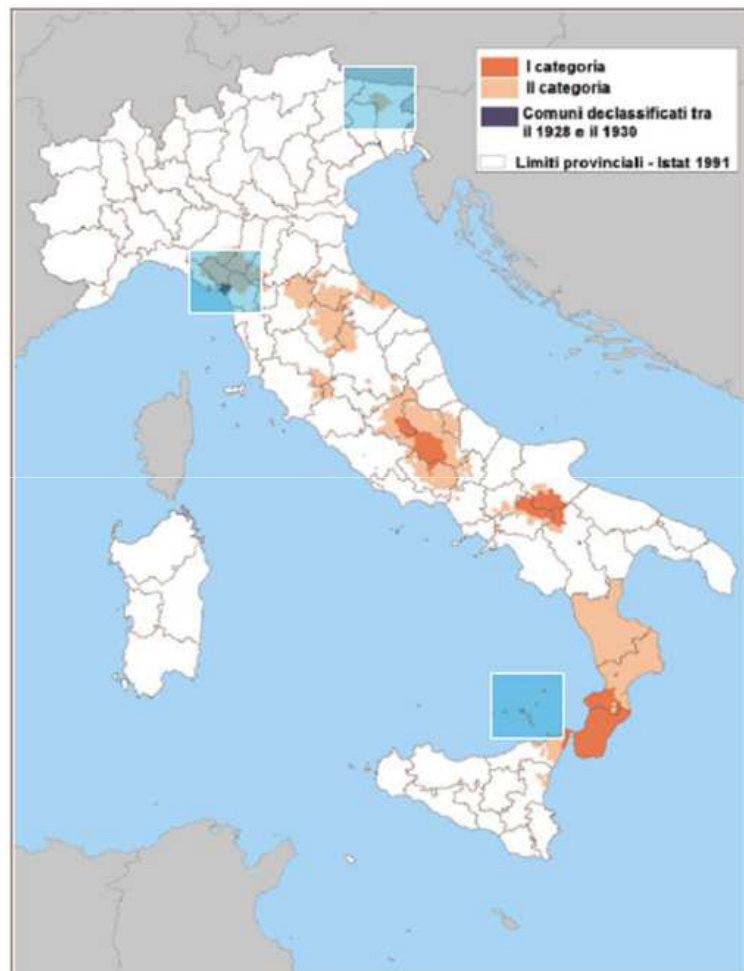 I categoria
II categoria
Comuni declassificati tra
il 1928 e il 1930
Limiti provinciali - Istat 1991